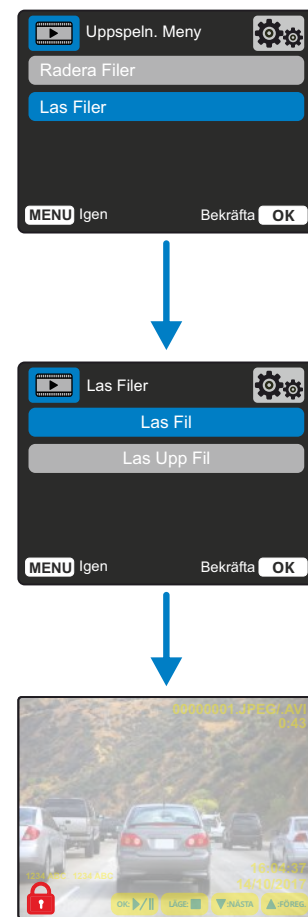 Uppspeln. Meny
Radera Filer
Las Filer
MENU Igen Bekräfta OK
Las Filer
Las Fil
Las Upp Fil
MENU Igen Bekräfta OK
00000001.JPEG/.AVI
0:43
OK: LÄGE: :NÄSTA :FÖREG.